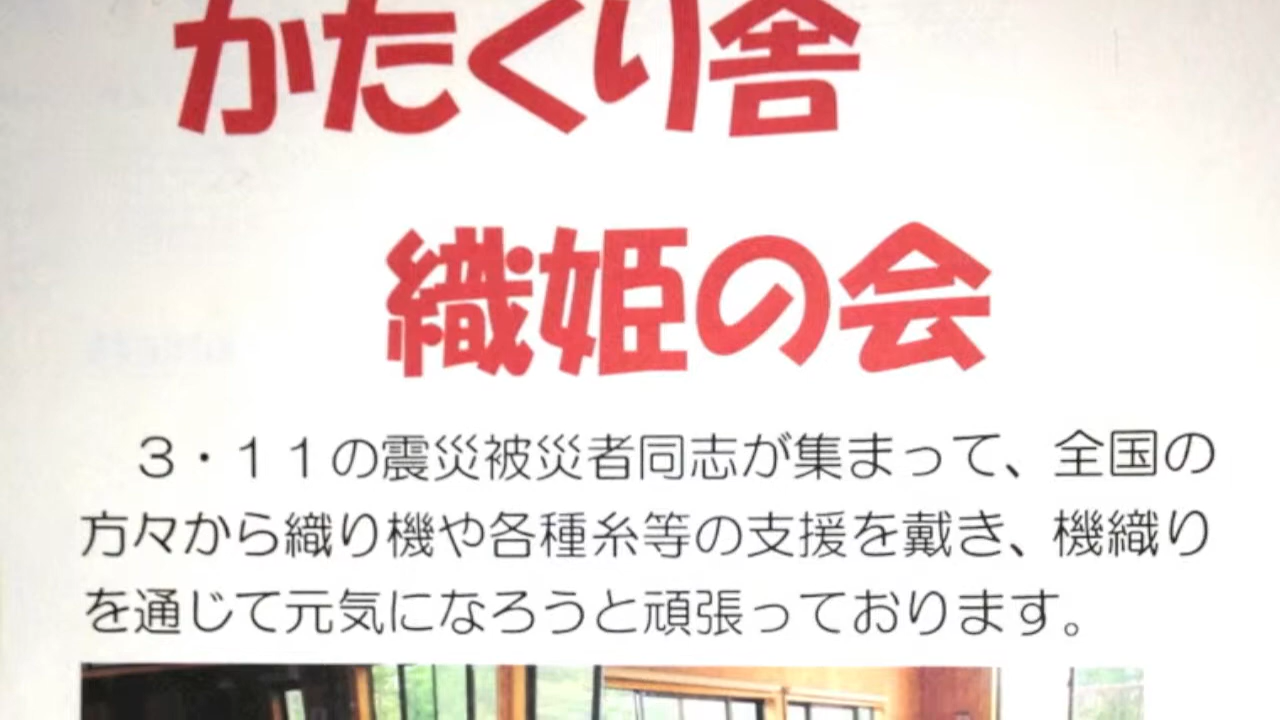 かたくり舎
織姫の会
３・１１の震災被災者同志が集まって、全国の
方々から織り機や各種糸等の支援を戴き、機織り
を通じて元気になろうと頑張っております。